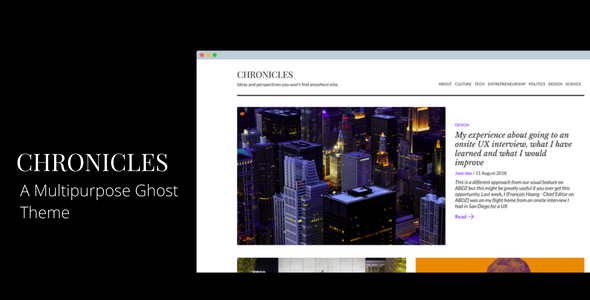 CHRONICLES
A Multipurpose Ghost
Theme
CHRONICLES
Ideas and perspectives you won't find anywhere else.
ABOUT CULTURE TECH ENTREPRENEURSHIP POLITICS DESIGN SCIENCE
DESIGN
My experience about going to an
onsite UX interview, what I have
learned and what I would
improve
Jane doe / 11 August 2018
This is a different approach from our usual feature on
ABDZ but this might be greatly useful if you ever get this
opportunity. Last week, I (François Hoang - Chief Editor on
ABDZ) was on my flight home from an onsite interview I
had in San Diego for a UX
Read →